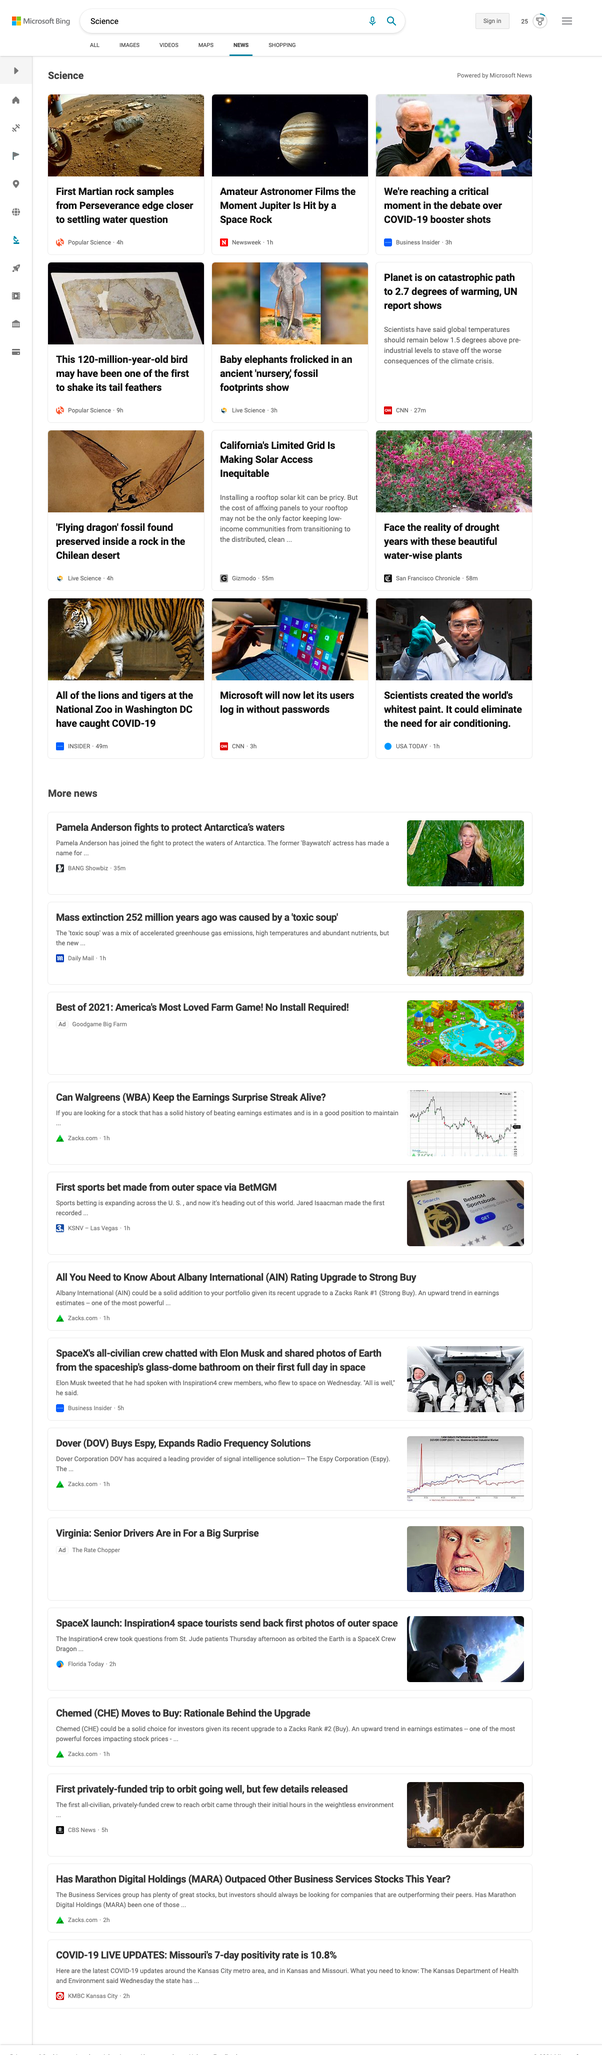 Microsoft Bing
Science
Sign in
25
ALL
IMAGES
VIDEOS
MAPS
NEWS
SHOPPING
Science
Powered by Microsoft News
First Martian rock samples
from Perseverance edge closer
to settling water question
Popular Science · 4h
Amateur Astronomer Films the
Moment Jupiter Is Hit by a
Space Rock
Newsweek · 1h
We're reaching a critical
moment in the debate over
COVID-19 booster shots
Business Insider · 3h
This 120-million-year-old bird
may have been one of the first
to shake its tail feathers
Popular Science · 9h
Baby elephants frolicked in an
ancient 'nursery,' fossil
footprints show
Live Science · 3h
Planet is on catastrophic path
to 2.7 degrees of warming, UN
report shows
Scientists have said global temperatures
should remain below 1.5 degrees above pre-
industrial levels to stave off the worse
consequences of the climate crisis.
CNN · 27m
'Flying dragon' fossil found
preserved inside a rock in the
Chilean desert
Live Science · 4h
California's Limited Grid Is
Making Solar Access
Inequitable
Installing a rooftop solar kit can be pricy. But
the cost of affixing panels to your rooftop
may not be the only factor keeping low-
income communities from transitioning to
the distributed, clean ...
Gizmodo · 55m
Face the reality of drought
years with these beautiful
water-wise plants
San Francisco Chronicle · 58m
All of the lions and tigers at the
National Zoo in Washington DC
have caught COVID-19
INSIDER · 49m
Microsoft will now let its users
log in without passwords
CNN · 3h
Scientists created the world's
whitest paint. It could eliminate
the need for air conditioning.
USA TODAY · 1h
More news
Pamela Anderson fights to protect Antarctica's waters
Pamela Anderson has joined the fight to protect the waters of Antarctica. The former 'Baywatch' actress has made a
name for ...
BANG Showbiz · 35m
Mass extinction 252 million years ago was caused by a 'toxic soup'
The 'toxic soup' was a mix of accelerated greenhouse gas emissions, high temperatures and abundant nutrients, but
the new ...
Daily Mail · 1h
Best of 2021: America's Most Loved Farm Game! No Install Required!
Ad Goodgame Big Farm
Can Walgreens (WBA) Keep the Earnings Surprise Streak Alive?
If you are looking for a stock that has a solid history of beating earnings estimates and is in a good position to maintain
...
Zacks.com · 1h
First sports bet made from outer space via BetMGM
Sports betting is expanding across the U. S. , and now it's heading out of this world. Jared Isaacman made the first
recorded ...
KSNV – Las Vegas · 1h
BetMGM
Sportsbook
GET
All You Need to Know About Albany International (AIN) Rating Upgrade to Strong Buy
Albany International (AIN) could be a solid addition to your portfolio given its recent upgrade to a Zacks Rank #1 (Strong Buy). An upward trend in earnings
estimates -- one of the most powerful ...
Zacks.com · 1h
SpaceX's all-civilian crew chatted with Elon Musk and shared photos of Earth
from the spaceship's glass-dome bathroom on their first full day in space
Elon Musk tweeted that he had spoken with Inspiration4 crew members, who flew to space on Wednesday. "All is well,"
he said.
Business Insider · 5h
Dover (DOV) Buys Espy, Expands Radio Frequency Solutions
Dover Corporation DOV has acquired a leading provider of signal intelligence solution— The Espy Corporation (Espy).
The ...
Zacks.com · 1h
Virginia: Senior Drivers Are in For a Big Surprise
Ad The Rate Chopper
SpaceX launch: Inspiration4 space tourists send back first photos of outer space
The Inspiration4 crew took questions from St. Jude patients Thursday afternoon as orbited the Earth is a SpaceX Crew
Dragon ...
Florida Today · 2h
Chemed (CHE) Moves to Buy: Rationale Behind the Upgrade
Chemed (CHE) could be a solid choice for investors given its recent upgrade to a Zacks Rank #2 (Buy). An upward trend in earnings estimates -- one of the most
powerful forces impacting stock prices - ...
Zacks.com · 1h
First privately-funded trip to orbit going well, but few details released
The first all-civilian, privately-funded crew to reach orbit came through their initial hours in the weightless environment
...
CBS News · 5h
Has Marathon Digital Holdings (MARA) Outpaced Other Business Services Stocks This Year?
The Business Services group has plenty of great stocks, but investors should always be looking for companies that are outperforming their peers. Has Marathon
Digital Holdings (MARA) been one of those ...
Zacks.com · 2h
COVID-19 LIVE UPDATES: Missouri's 7-day positivity rate is 10.8%
Here are the latest COVID-19 updates around the Kansas City metro area, and in Kansas and Missouri. What you need to know: The Kansas Department of Health
and Environment said Wednesday the state has ...
KMBC Kansas City · 2h